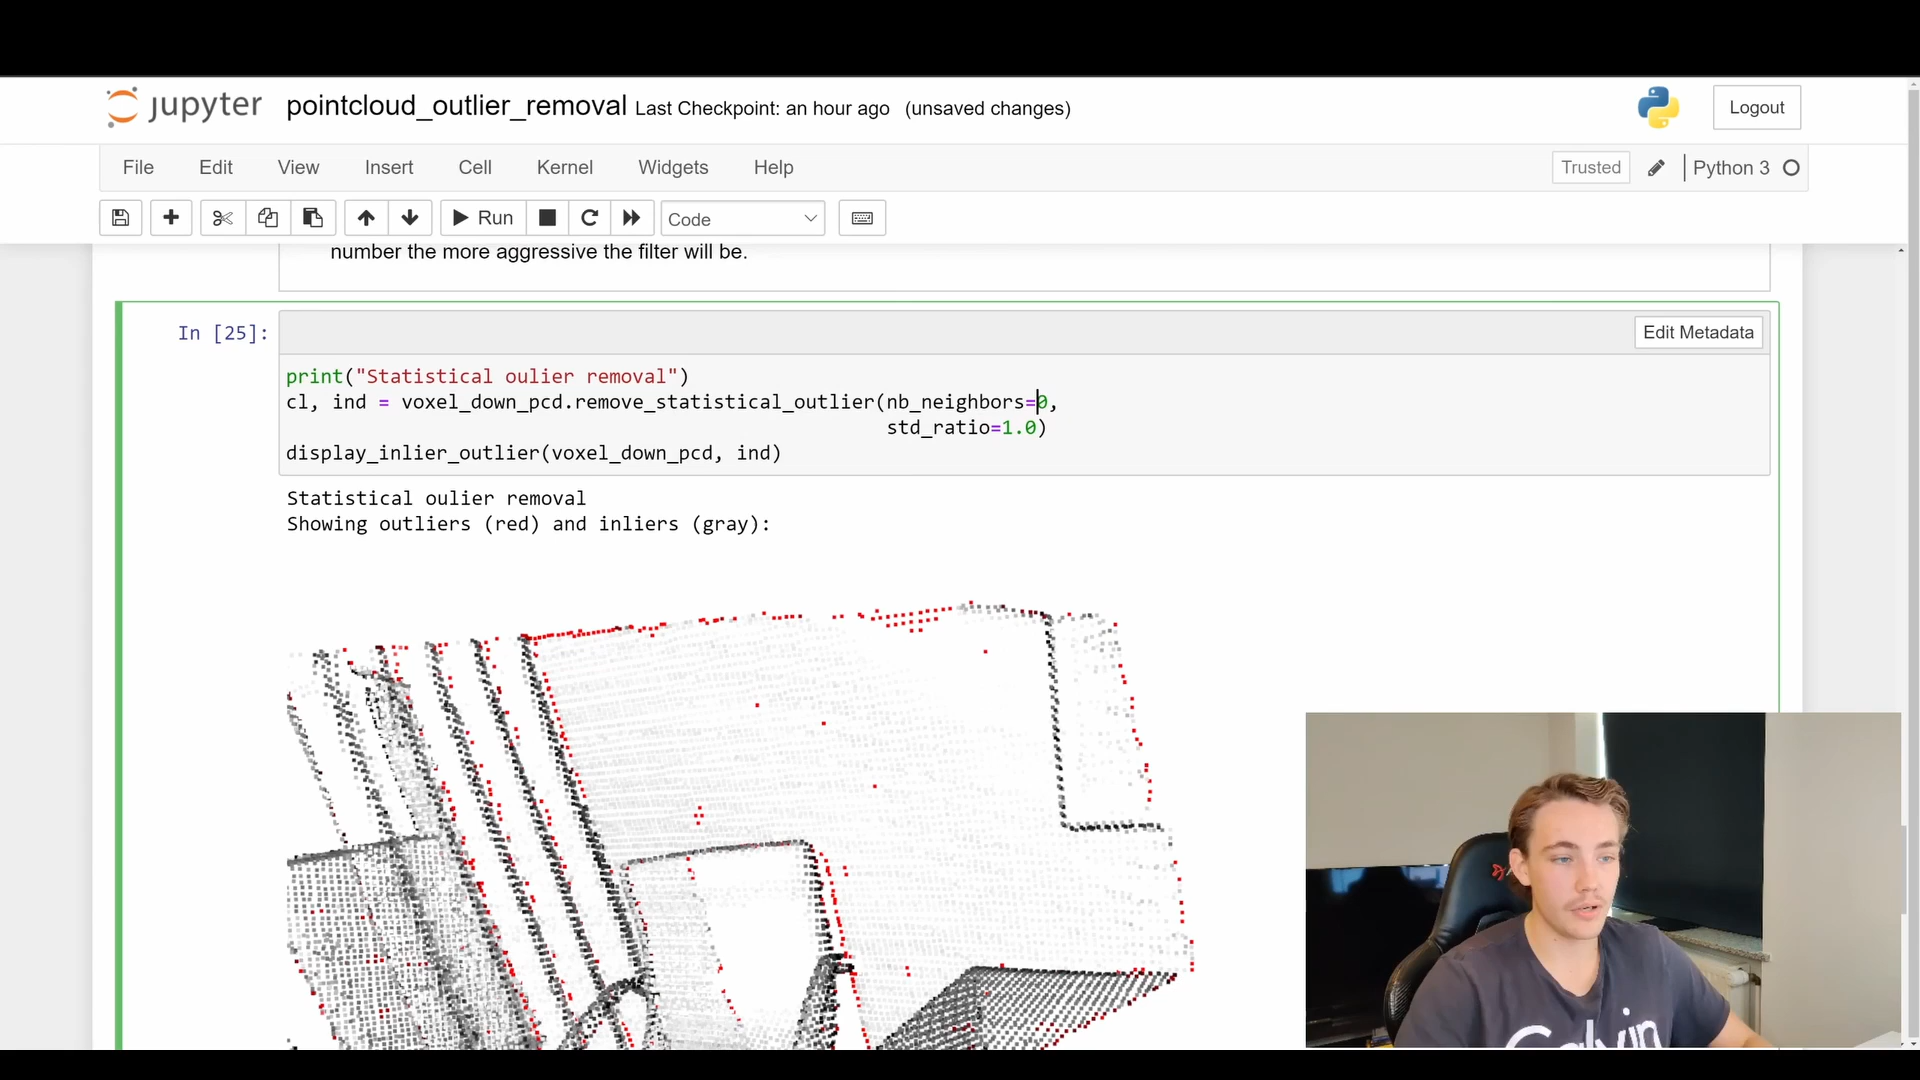 jupyter pointcloud_outlier_removal Last Checkpoint: an hour ago (unsaved changes)
Logout
File Edit View Insert Cell Kernel Widgets Help
Trusted
Python 3
Run
Code
number the more aggressive the filter will be.
In [25]:
Edit Metadata
print("Statistical oulier removal")
cl, ind = voxel_down_pcd.remove_statistical_outlier(nb_neighbors=0,
std_ratio=1.0)
display_inlier_outlier(voxel_down_pcd, ind)
Statistical oulier removal
Showing outliers (red) and inliers (gray):
Calvin